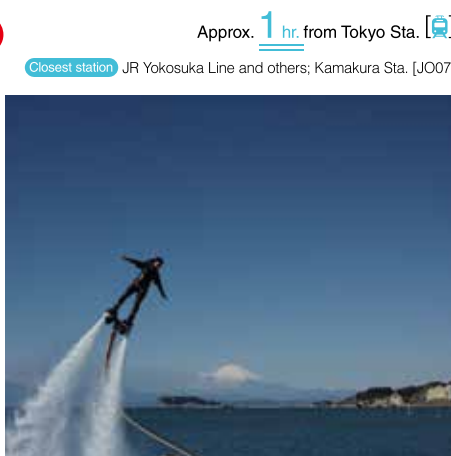 Approx. 1 hr. from Tokyo Sta. [
Closest station JR Yokosuka Line and others; Kamakura Sta. [JO07